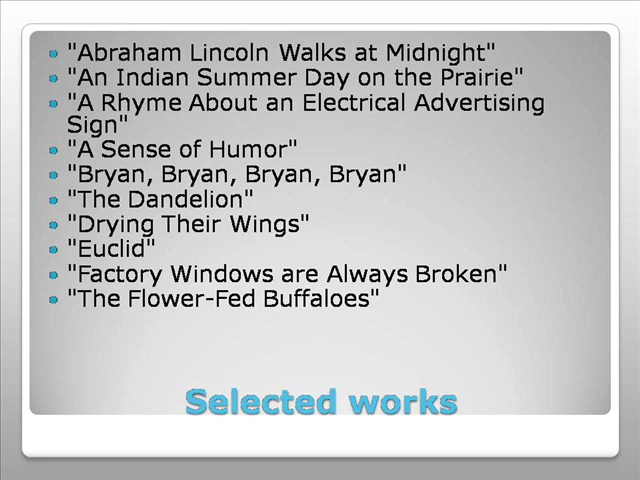 "Abraham Lincoln Walks at Midnight"
"An Indian Summer Day on the Prairie"
"A Rhyme About an Electrical Advertising
Sign"
"A Sense of Humor"
"Bryan, Bryan, Bryan, Bryan"
"The Dandelion"
"Drying Their Wings"
"Euclid"
"Factory Windows are Always Broken"
"The Flower-Fed Buffaloes"
Selected works